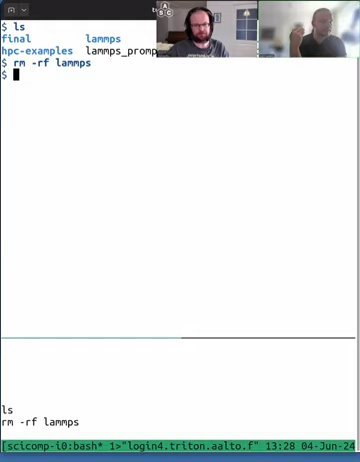 $ ls
final lammps
hpc-examples lammps_promp
$ rm -rf lammps
$
ls
rm -rf lammps
[scicomp-i0:bash* 1>"login4.triton.aalto.f" 13:28 04-Jun-24